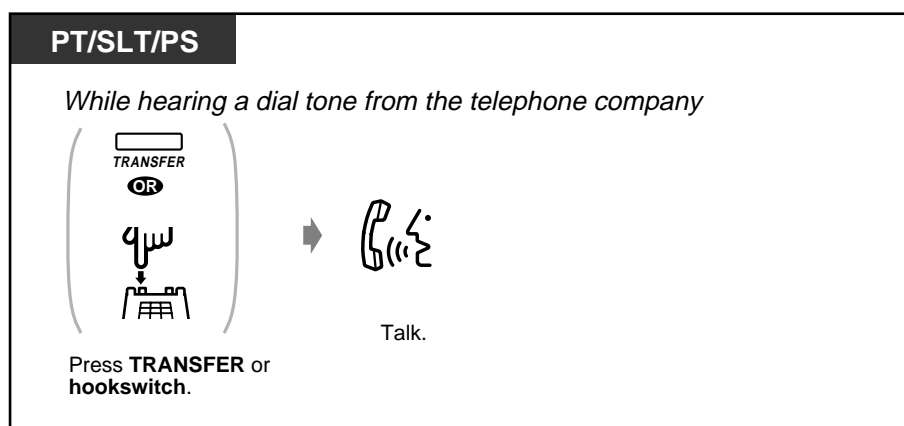 PT/SLT/PS
While hearing a dial tone from the telephone company
TRANSFER
OR
Talk.
Press TRANSFER or
hookswitch.